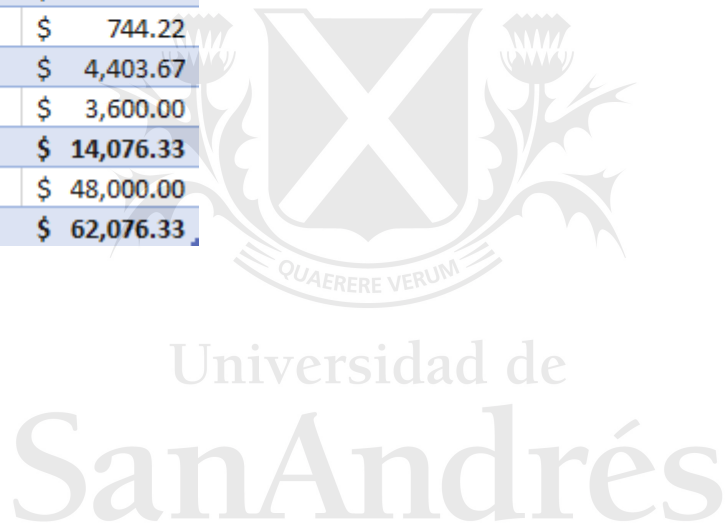 $ 744.22
$ 4,403.67
$ 3,600.00
$ 14,076.33
$ 48,000.00
$ 62,076.33
QUAERERE VERUM
Universidad de
SanAndrés